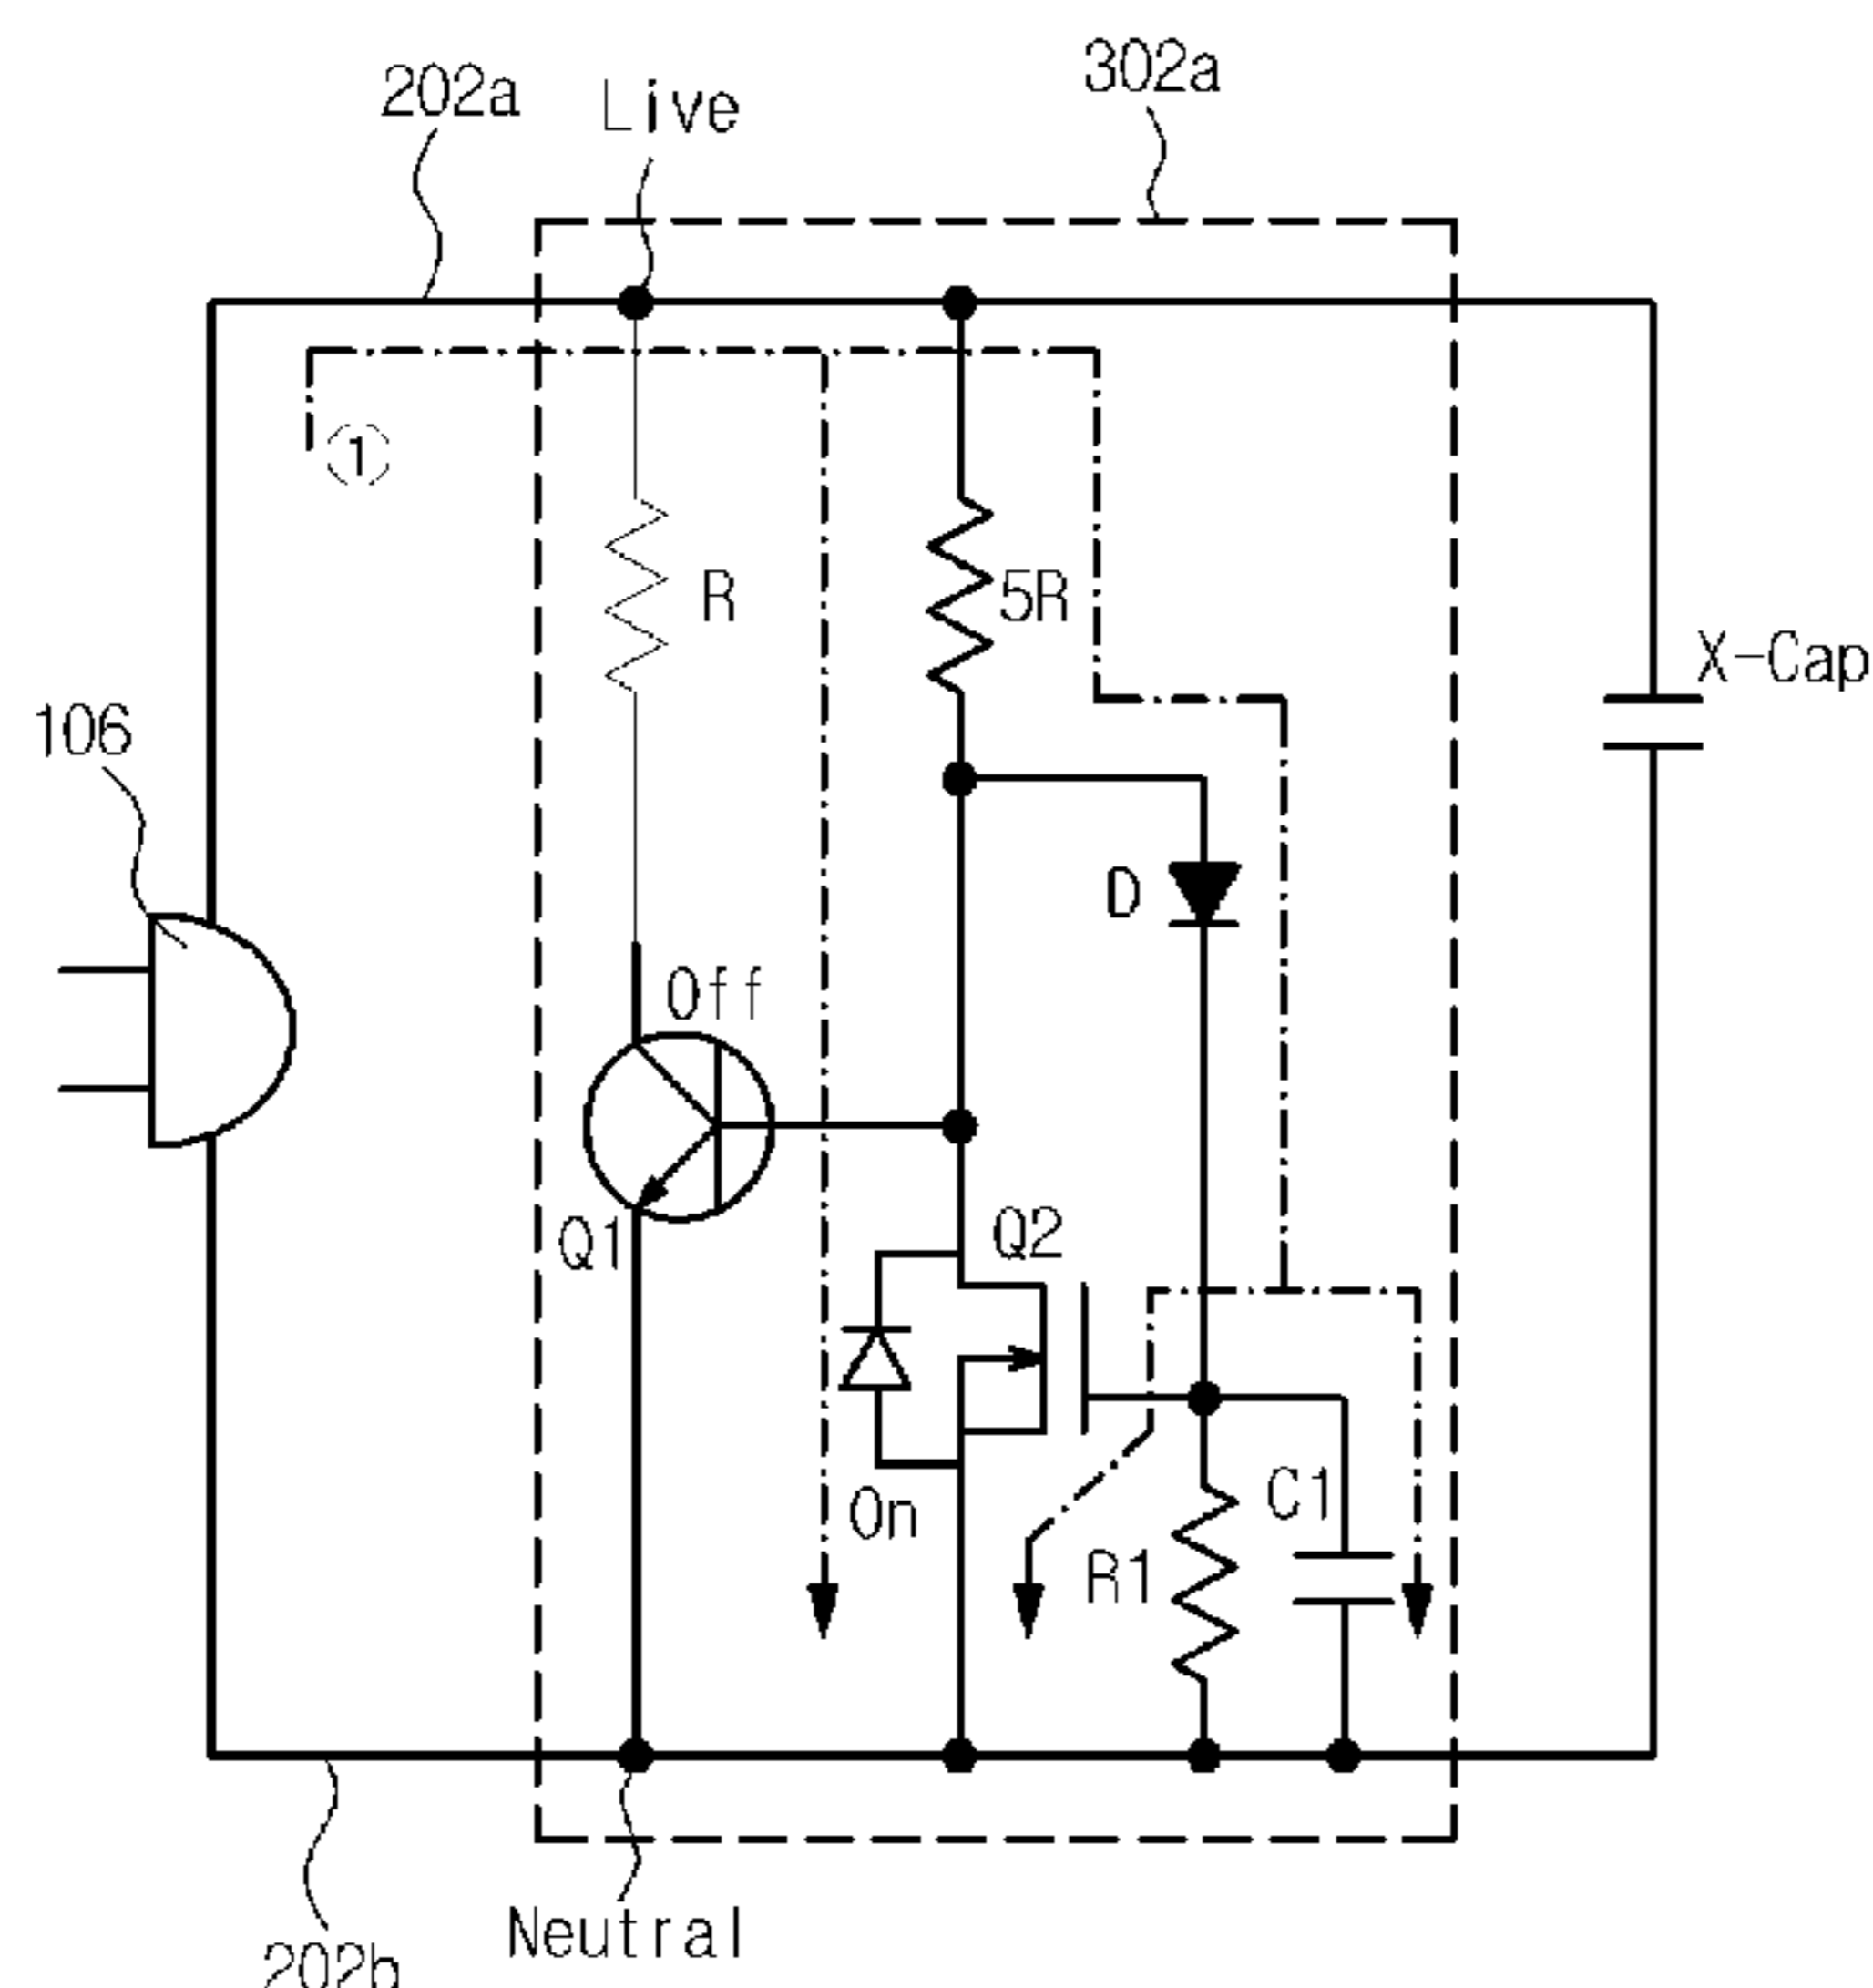 302a
202a
Live
①
R
5R
X-Cap
106
D
Off
Q1
Q2
On
C1
R1
Neutral
202b